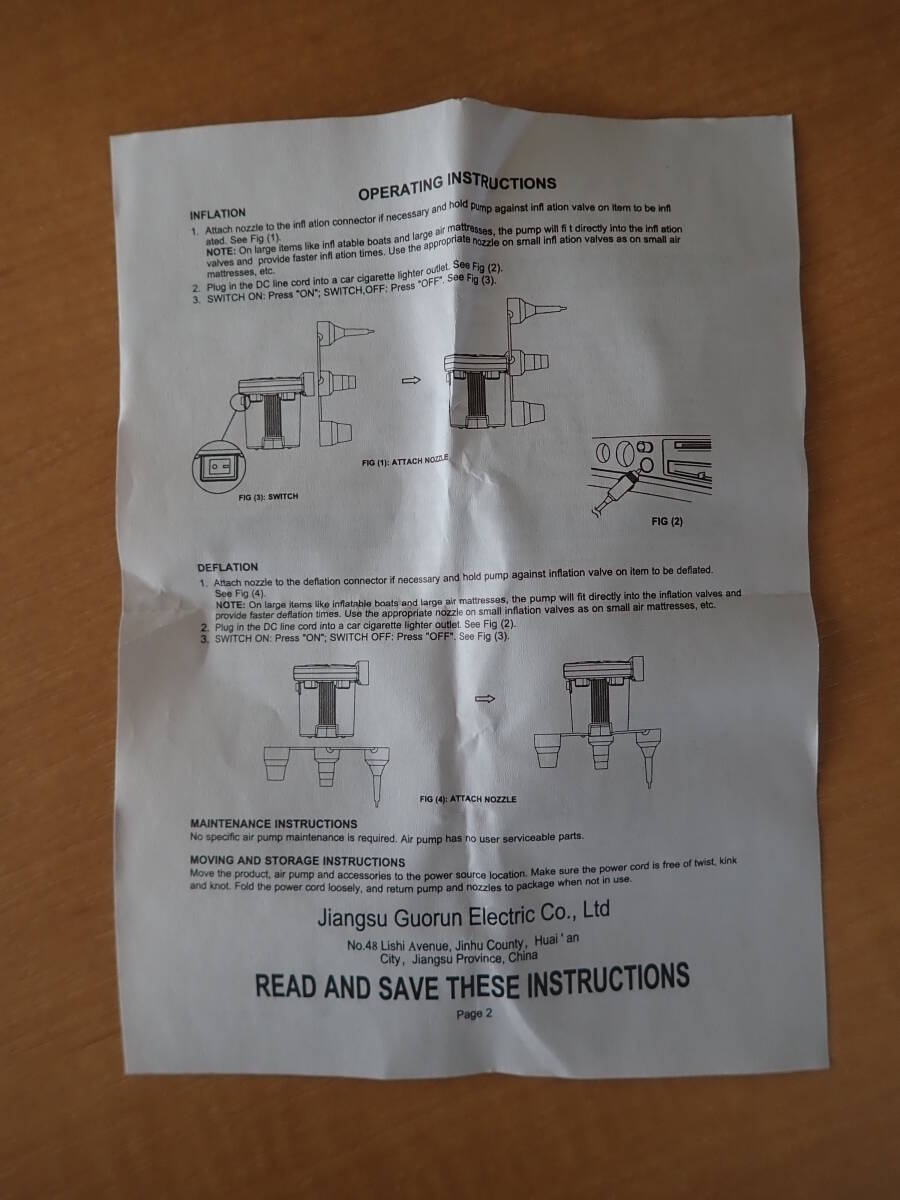 OPERATING INSTRUCTIONS
INFLATION
1. Attach nozzle to the infl ation connector if necessary and hold pump against infl ation valve on item to be infl
ated. See Fig (1).
NOTE: On large items like infl atable boats and large air mattresses, the pump will fi t directly into the infl ation
valves and provide faster infl ation times. Use the appropriate nozzle on small infl ation valves as on small air
mattresses, etc.
2. Plug in the DC line cord into a car cigarette lighter outlet. See Fig (2).
3. SWITCH ON: Press "ON"; SWITCH,OFF: Press "OFF". See Fig (3).
FIG (1): ATTACH NOZZLE
FIG (3): SWITCH
FIG (2)
DEFLATION
1. Attach nozzle to the deflation connector if necessary and hold pump against inflation valve on item to be deflated.
See Fig (4).
NOTE: On large items like inflatable boats and large air mattresses, the pump will fit directly into the inflation valves and
provide faster deflation times. Use the appropriate nozzle on small inflation valves as on small air mattresses, etc.
2. Plug in the DC line cord into a car cigarette lighter outlet. See Fig (2).
3. SWITCH ON: Press "ON"; SWITCH OFF: Press "OFF". See Fig (3).
FIG (4): ATTACH NOZZLE
MAINTENANCE INSTRUCTIONS
No specific air pump maintenance is required. Air pump has no user serviceable parts.
MOVING AND STORAGE INSTRUCTIONS
Move the product, air pump and accessories to the power source location. Make sure the power cord is free of twist, kink
and knot. Fold the power cord loosely, and return pump and nozzles to package when not in use.
Jiangsu Guorun Electric Co., Ltd
No.48 Lishi Avenue, Jinhu County, Huai ' an
City, Jiangsu Province, China
READ AND SAVE THESE INSTRUCTIONS
Page 2